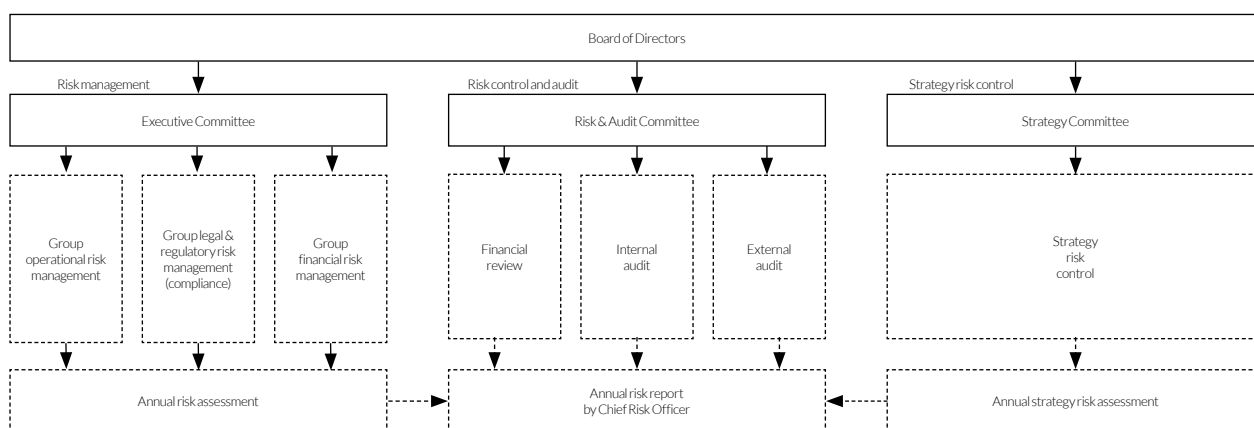 Board of Directors
Risk management
Risk control and audit
Strategy risk control
Executive Committee
Risk & Audit Committee
Strategy Committee
Group
operational risk
management
Group legal &
regulatory risk
management
(compliance)
Group
financial risk
management
Financial
review
Internal
audit
External
audit
Strategy
risk
control
Annual risk assessment
Annual risk report
by Chief Risk Officer
Annual strategy risk assessment